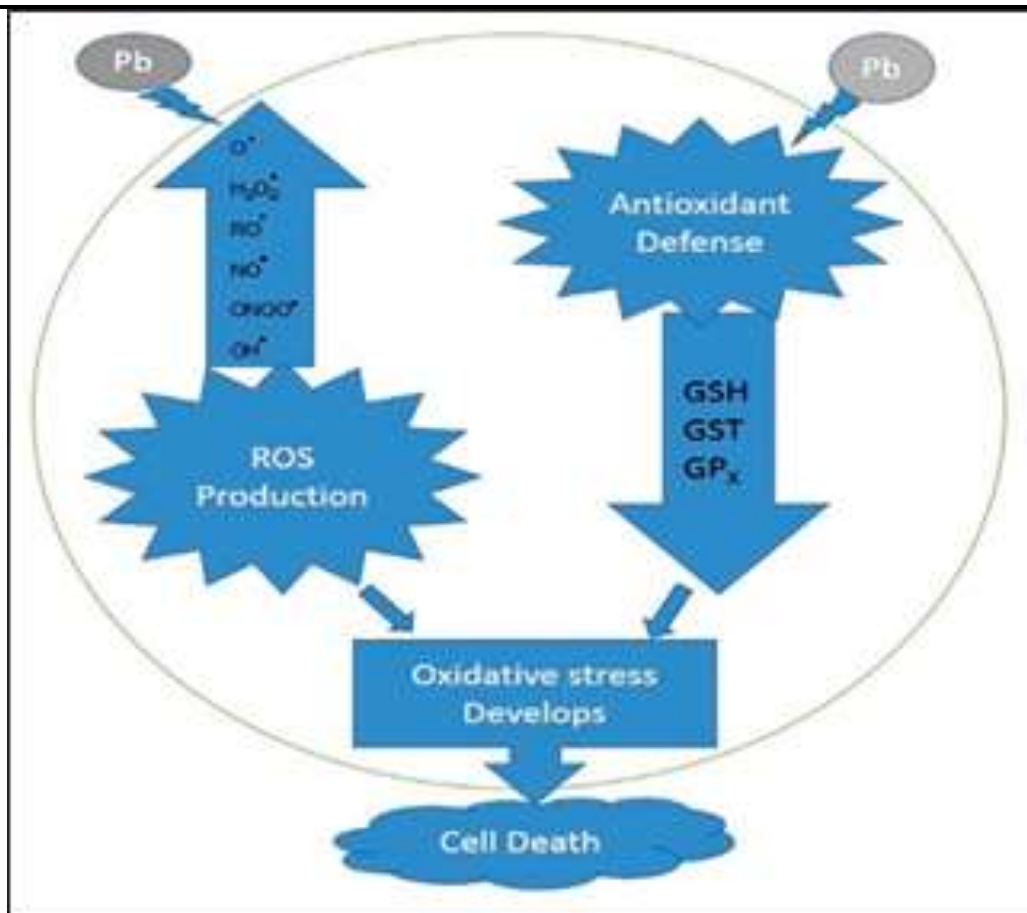 Pb
Pb
O•
H₂O₂•
RO•
NO•
ONOO•
OH•
Antioxidant
Defense
GSH
GST
GPₓ
ROS
Production
Oxidative stress
Develops
Cell Death